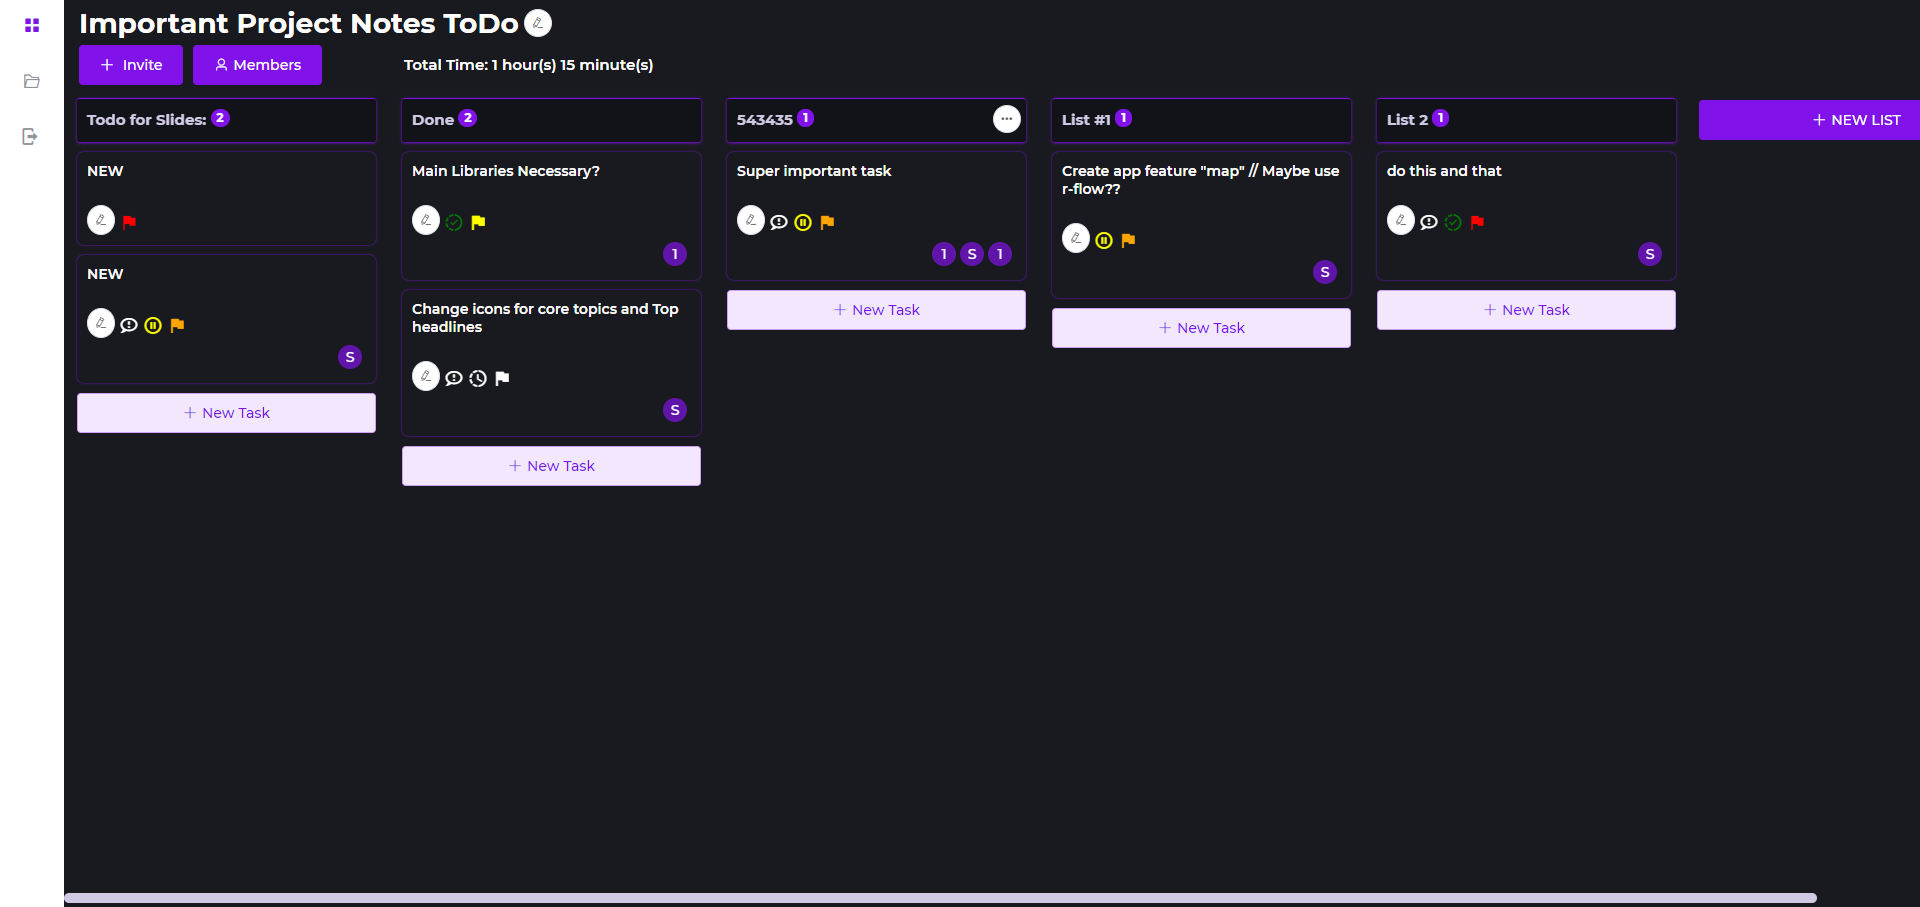 Important Project Notes ToDo
Invite
Members
Total Time: 1 hour(s) 15 minute(s)
Todo for Slides: 2
NEW
NEW
S
New Task
Done 2
Main Libraries Necessary?
1
Change icons for core topics and Top
headlines
S
New Task
543435 1
Super important task
1 S 1
New Task
List #1 1
Create app feature "map" // Maybe use
r-flow??
S
New Task
List 2 1
do this and that
S
New Task
NEW LIST